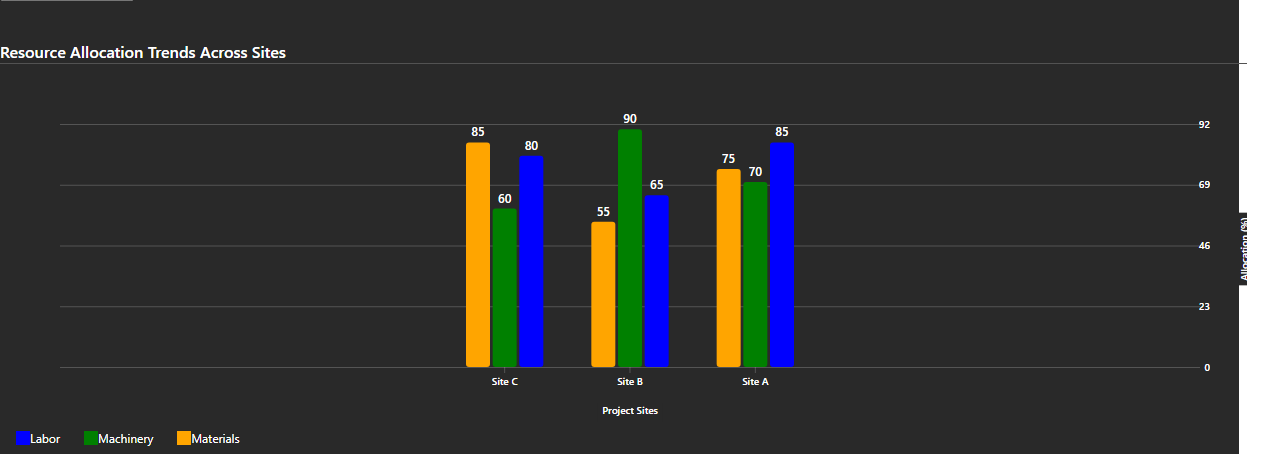 Resource Allocation Trends Across Sites
90
85
85
80
75
70
65
60
55
92
69
46
23
0
Allocation (%)
Site C
Site B
Site A
Project Sites
Labor
Machinery
Materials